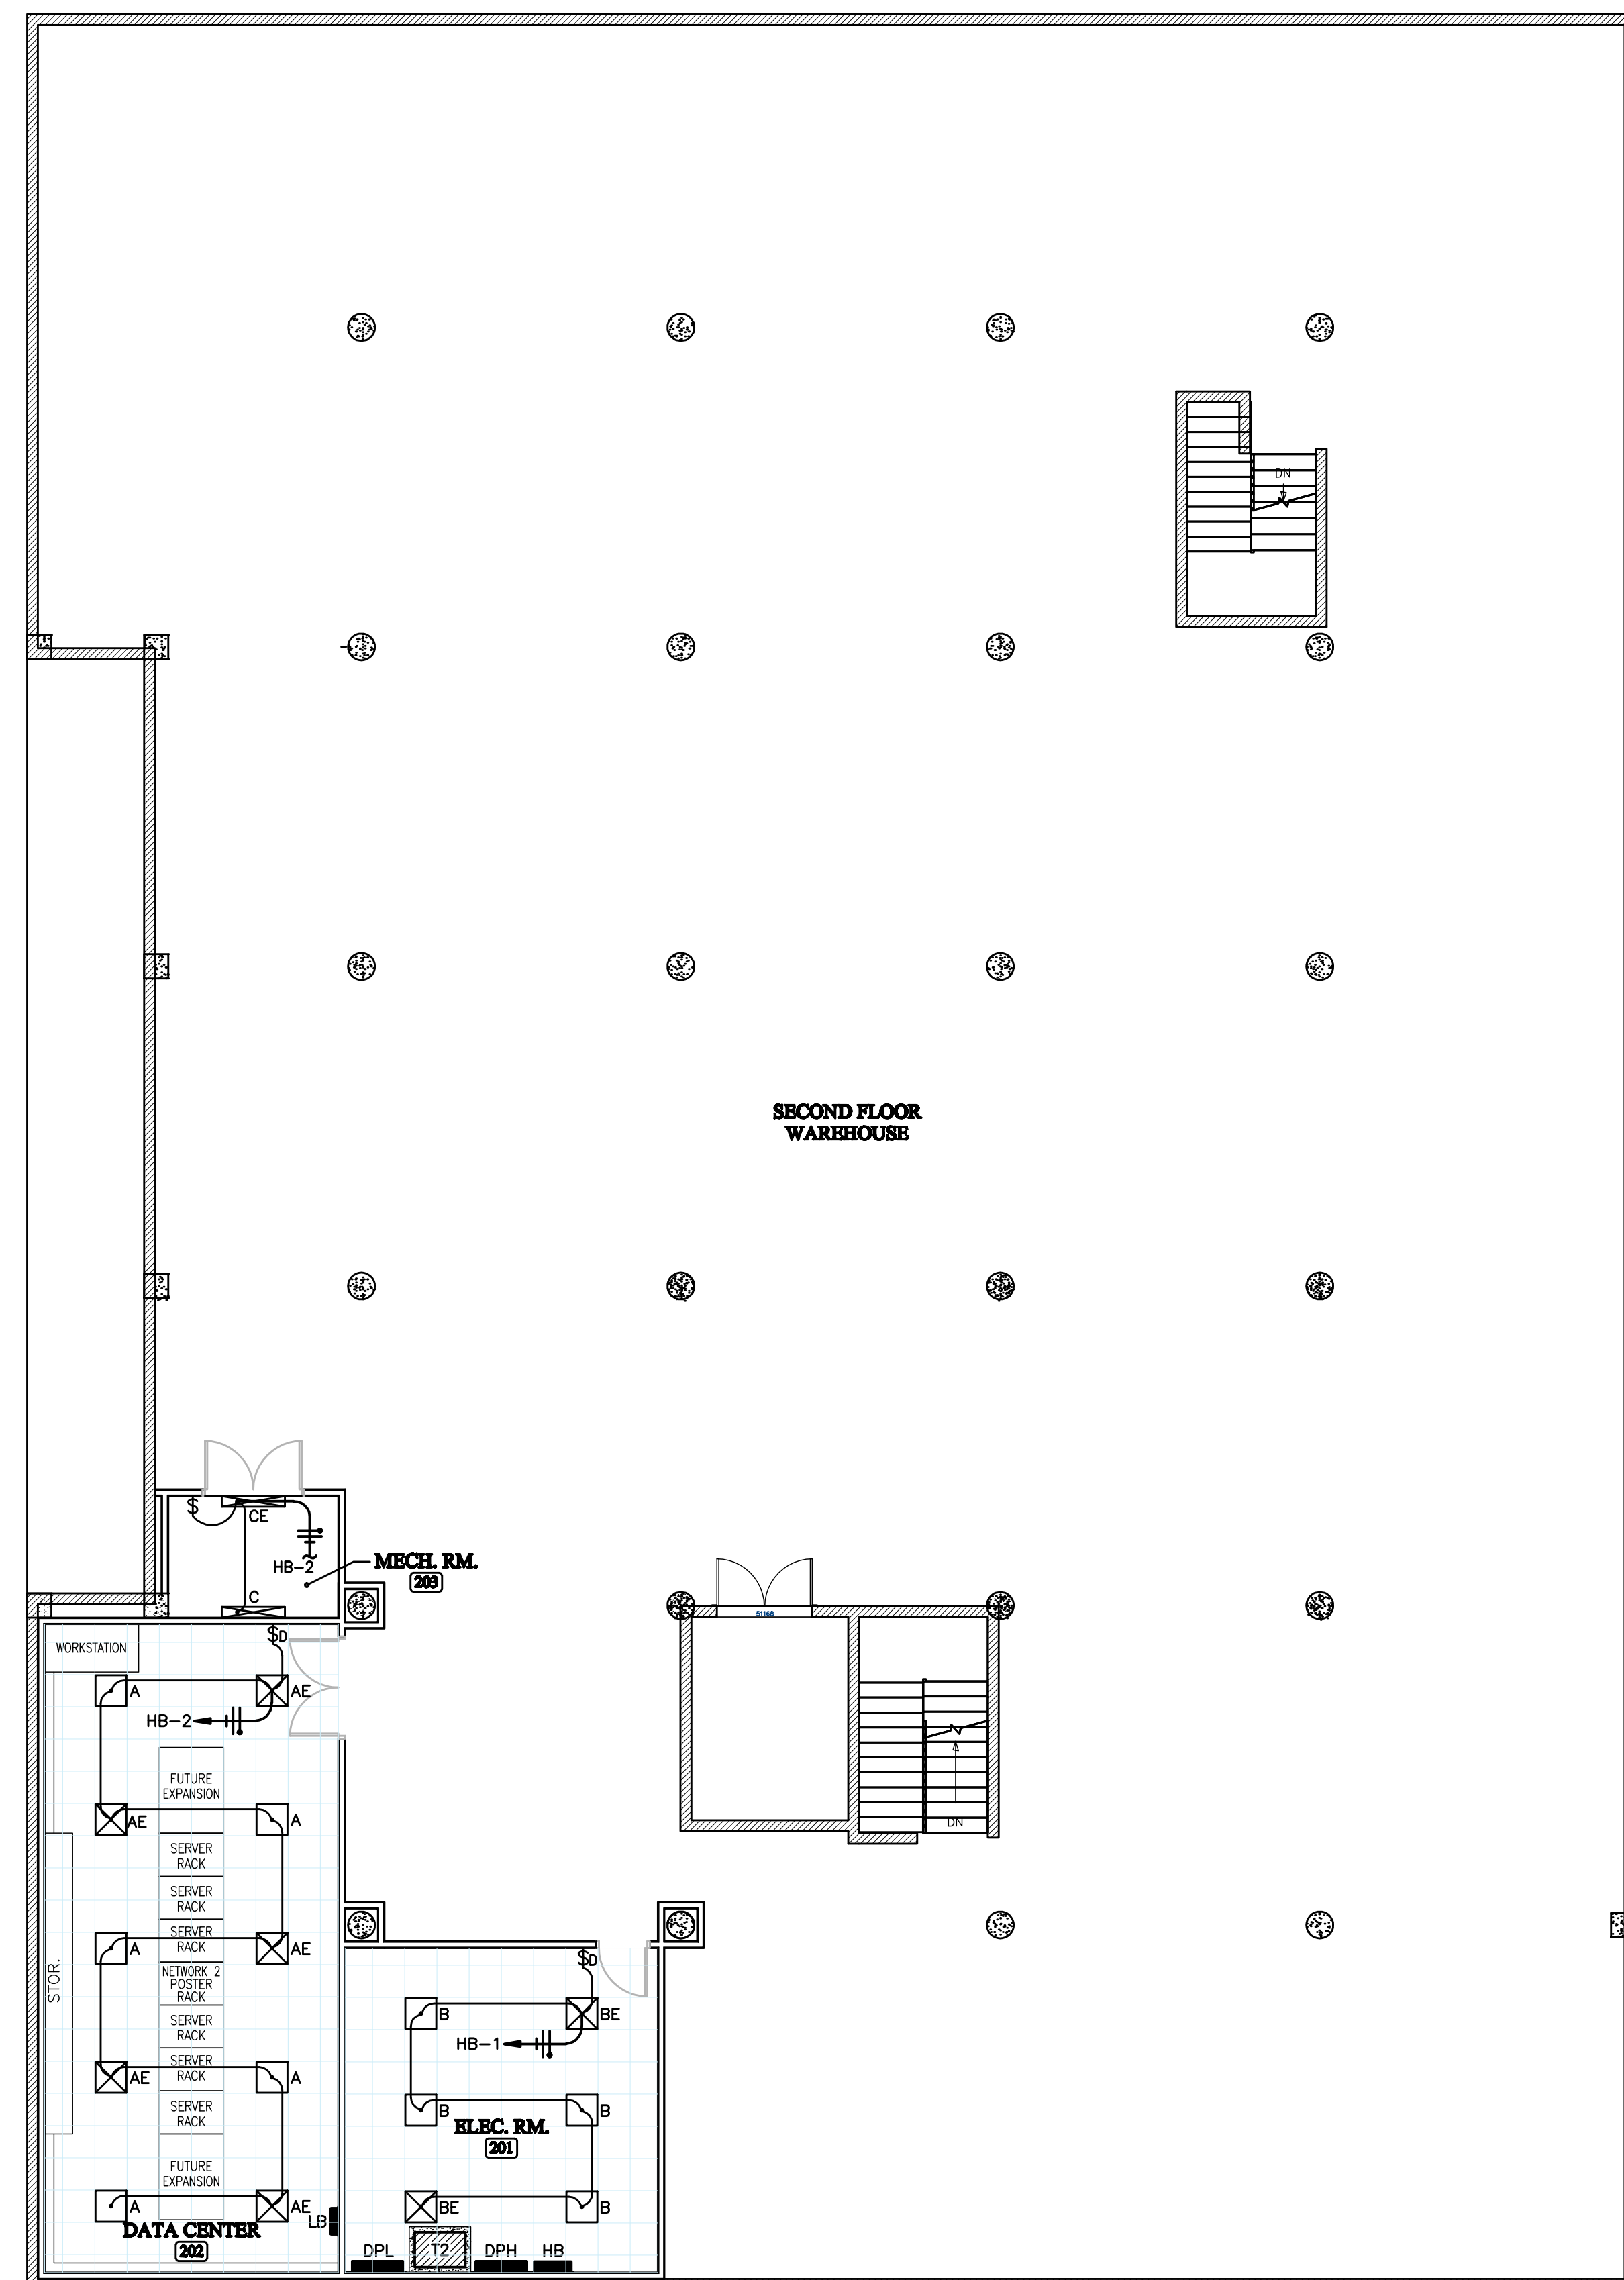 DN
SECOND FLOOR
WAREHOUSE
$
CE
HB-2
MECH. RM.
203
C
51168
$D
WORKSTATION
A
AE
HB-2
FUTURE
EXPANSION
AE
A
DN
SERVER
RACK
SERVER
RACK
SERVER
RACK
A
AE
STOR.
NETWORK 2
POSTER
RACK
$D
B
BE
SERVER
RACK
HB-1
SERVER
RACK
AE
A
SERVER
RACK
B
B
ELEC. RM.
201
FUTURE
EXPANSION
A
AE
BE
B
LB
DATA CENTER
202
DPL
T2
DPH
HB